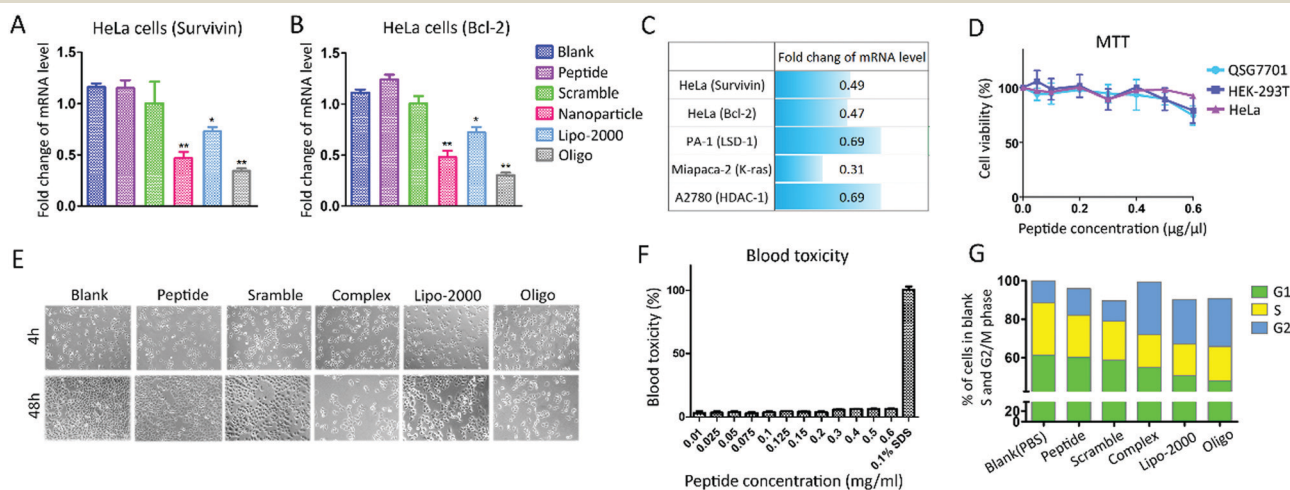 A
HeLa cells (Survivin)
Fold change of mRNA level
1.5
1.0
0.5
0.0
**
*
**
B
HeLa cells (Bcl-2)
Fold change of mRNA level
1.5
1.0
0.5
0.0
**
*
**
Blank
Peptide
Scramble
Nanoparticle
Lipo-2000
Oligo
C
Fold chang of mRNA level
HeLa (Survivin) 0.49
HeLa (Bcl-2) 0.47
PA-1 (LSD-1) 0.69
Miapaca-2 (K-ras) 0.31
A2780 (HDAC-1) 0.69
D
MTT
Cell viability (%)
100
50
0
0.0 0.2 0.4 0.6
Peptide concentration (µg/µl)
QSG7701
HEK-293T
HeLa
E
Blank Peptide Sramble Complex Lipo-2000 Oligo
4h
48h
F
Blood toxicity
Blood toxicity (%)
100
50
0
0.01 0.025 0.05 0.075 0.1 0.125 0.15 0.2 0.3 0.4 0.5 0.6 0.1% SDS
Peptide concentration (mg/ml)
G
% of cells in blank
S and G2/M phase
100
80
60
20
0
Blank(PBS) Peptide Scramble Complex Lipo-2000 Oligo
G1
S
G2